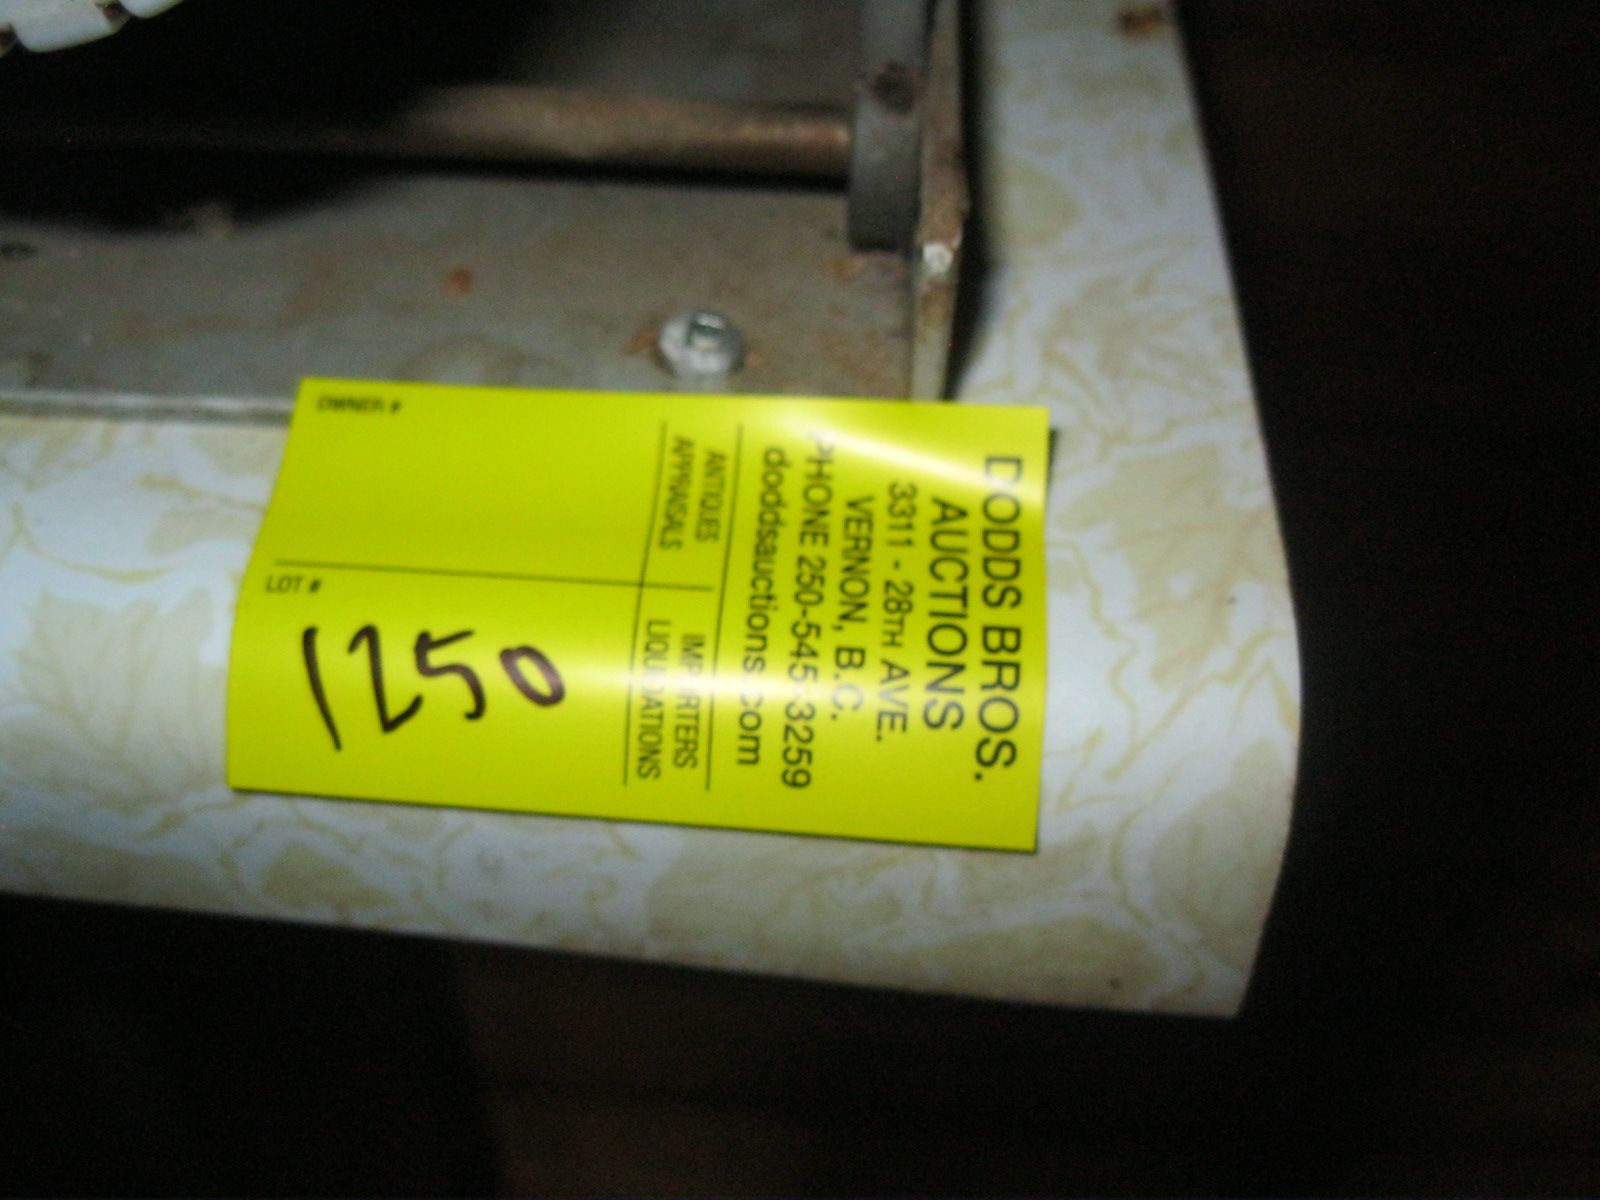 DODDS BROS.
AUCTIONS
3311 - 28TH AVE.
VERNON, B.C.
PHONE 250-545-3259
doddsauctions.com
ANTIQUES IMPORTERS
APPRAISALS LIQUIDATIONS
OWNER # LOT #
1250